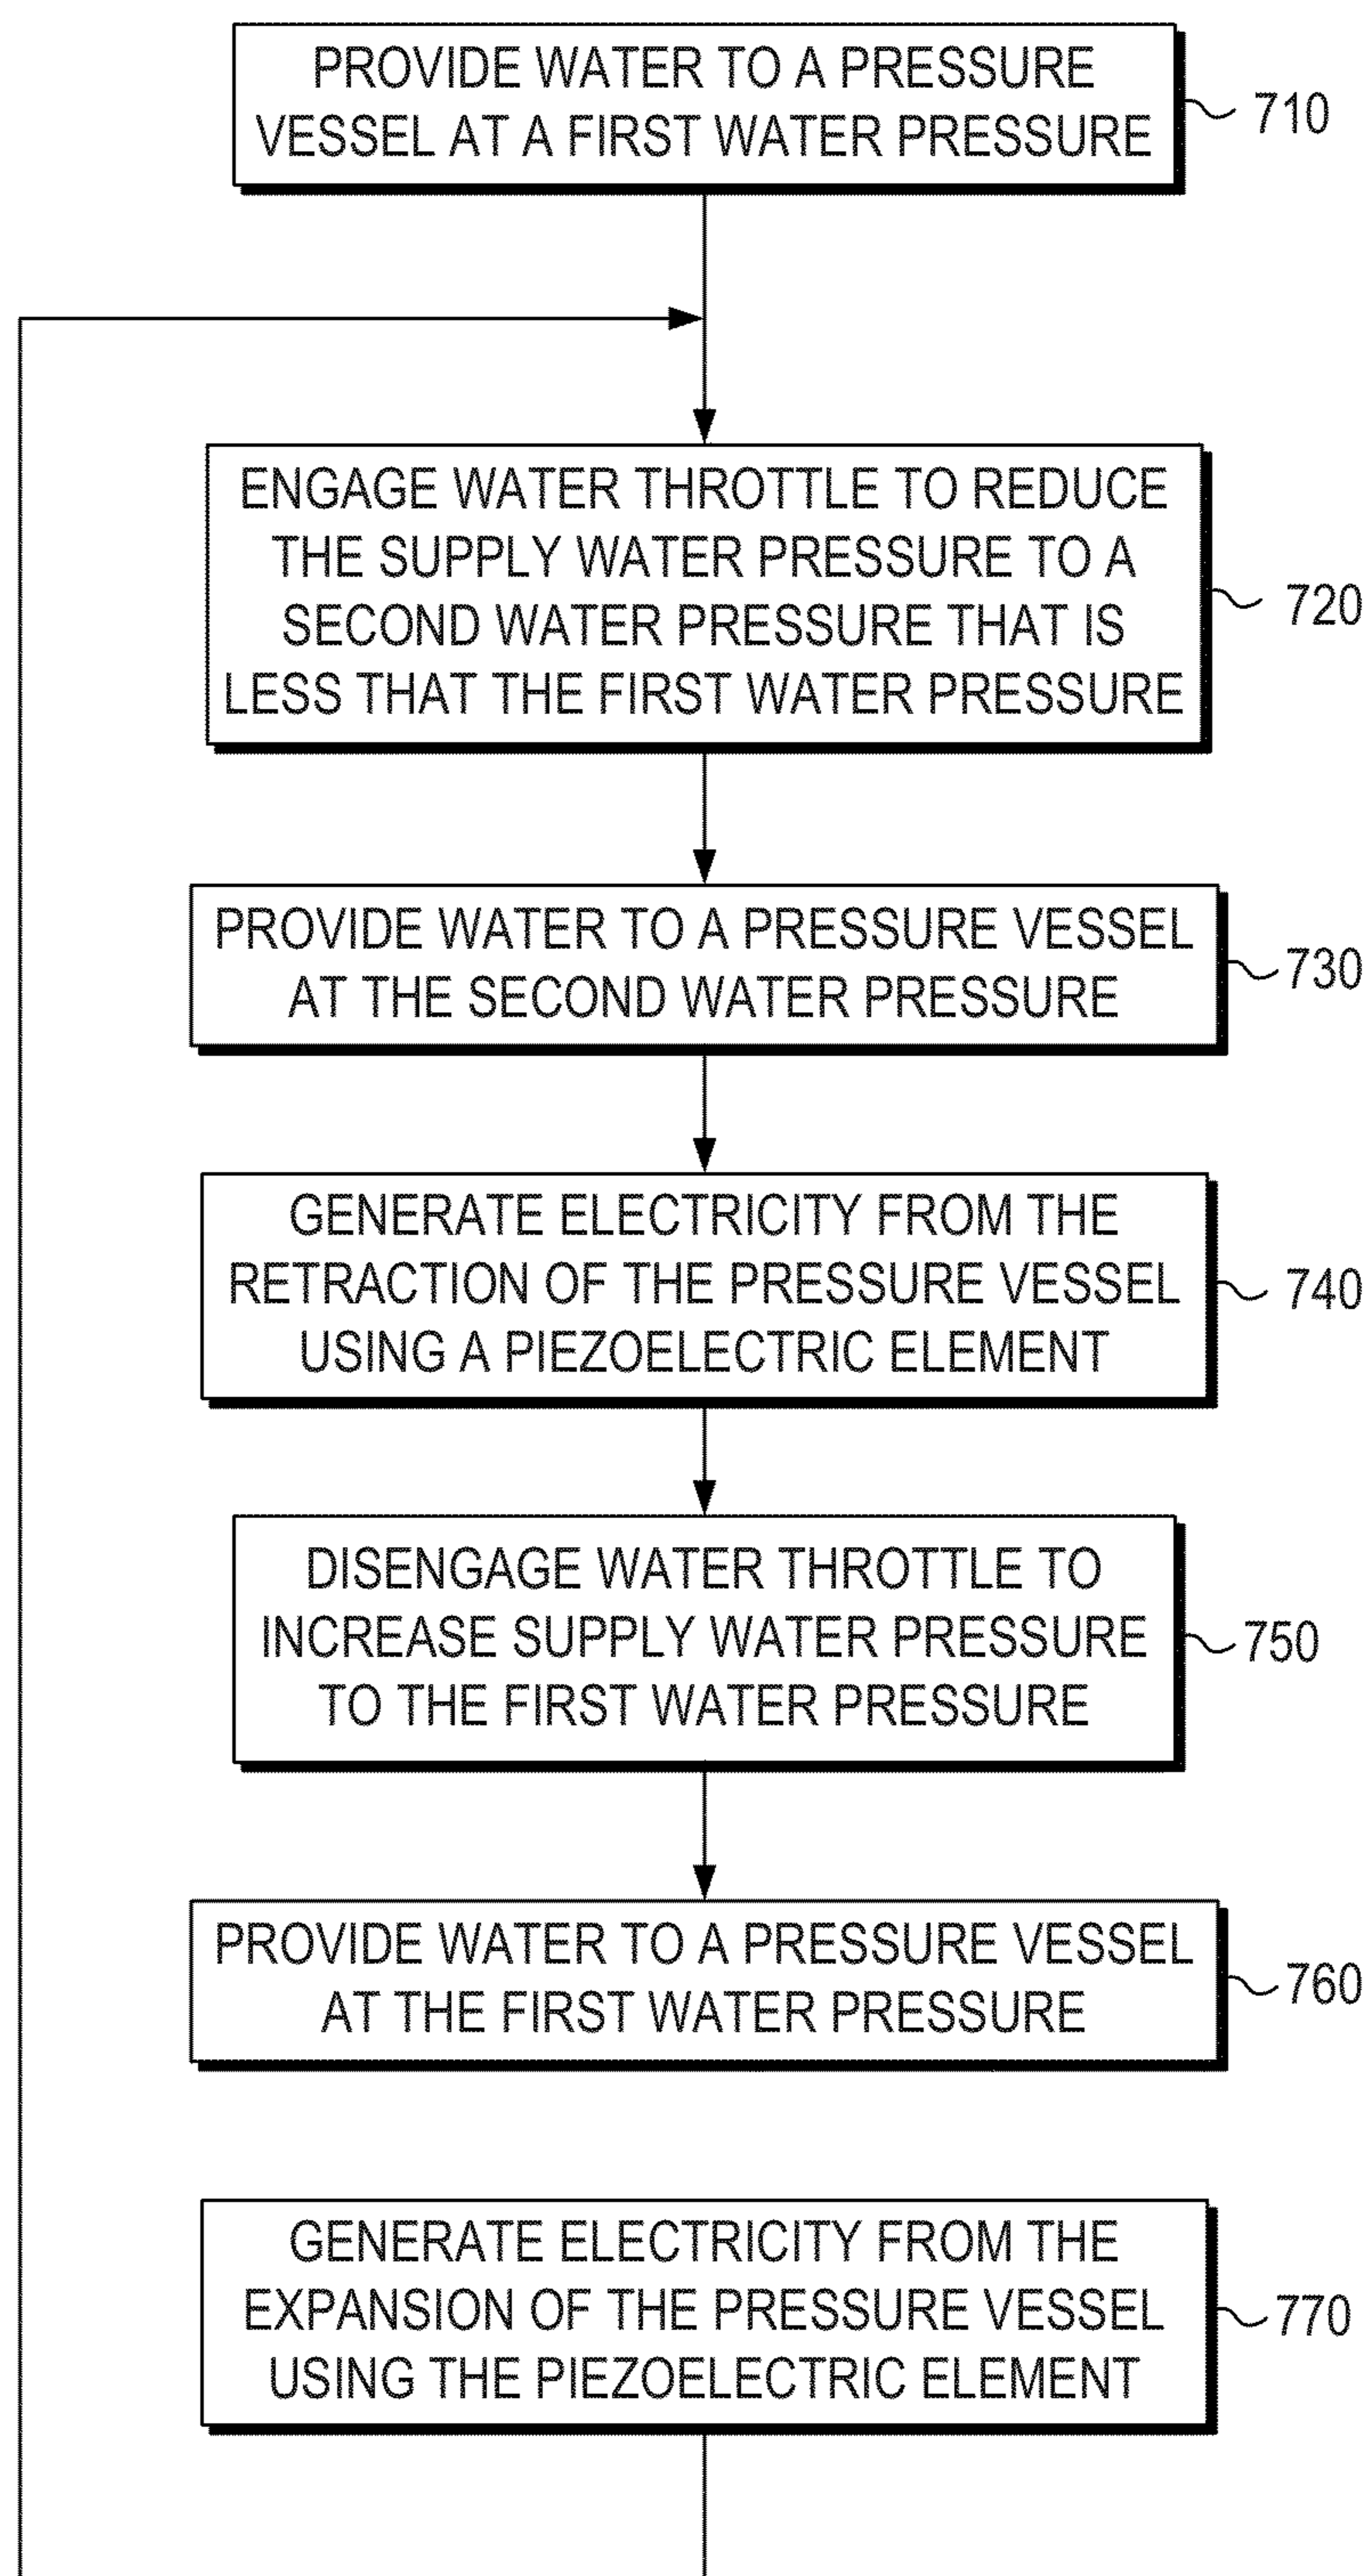 PROVIDE WATER TO A PRESSURE
VESSEL AT A FIRST WATER PRESSURE
710
ENGAGE WATER THROTTLE TO REDUCE
THE SUPPLY WATER PRESSURE TO A
SECOND WATER PRESSURE THAT IS
LESS THAT THE FIRST WATER PRESSURE
720
PROVIDE WATER TO A PRESSURE VESSEL
AT THE SECOND WATER PRESSURE
730
GENERATE ELECTRICITY FROM THE
RETRACTION OF THE PRESSURE VESSEL
USING A PIEZOELECTRIC ELEMENT
740
DISENGAGE WATER THROTTLE TO
INCREASE SUPPLY WATER PRESSURE
TO THE FIRST WATER PRESSURE
750
PROVIDE WATER TO A PRESSURE VESSEL
AT THE FIRST WATER PRESSURE
760
GENERATE ELECTRICITY FROM THE
EXPANSION OF THE PRESSURE VESSEL
USING THE PIEZOELECTRIC ELEMENT
770